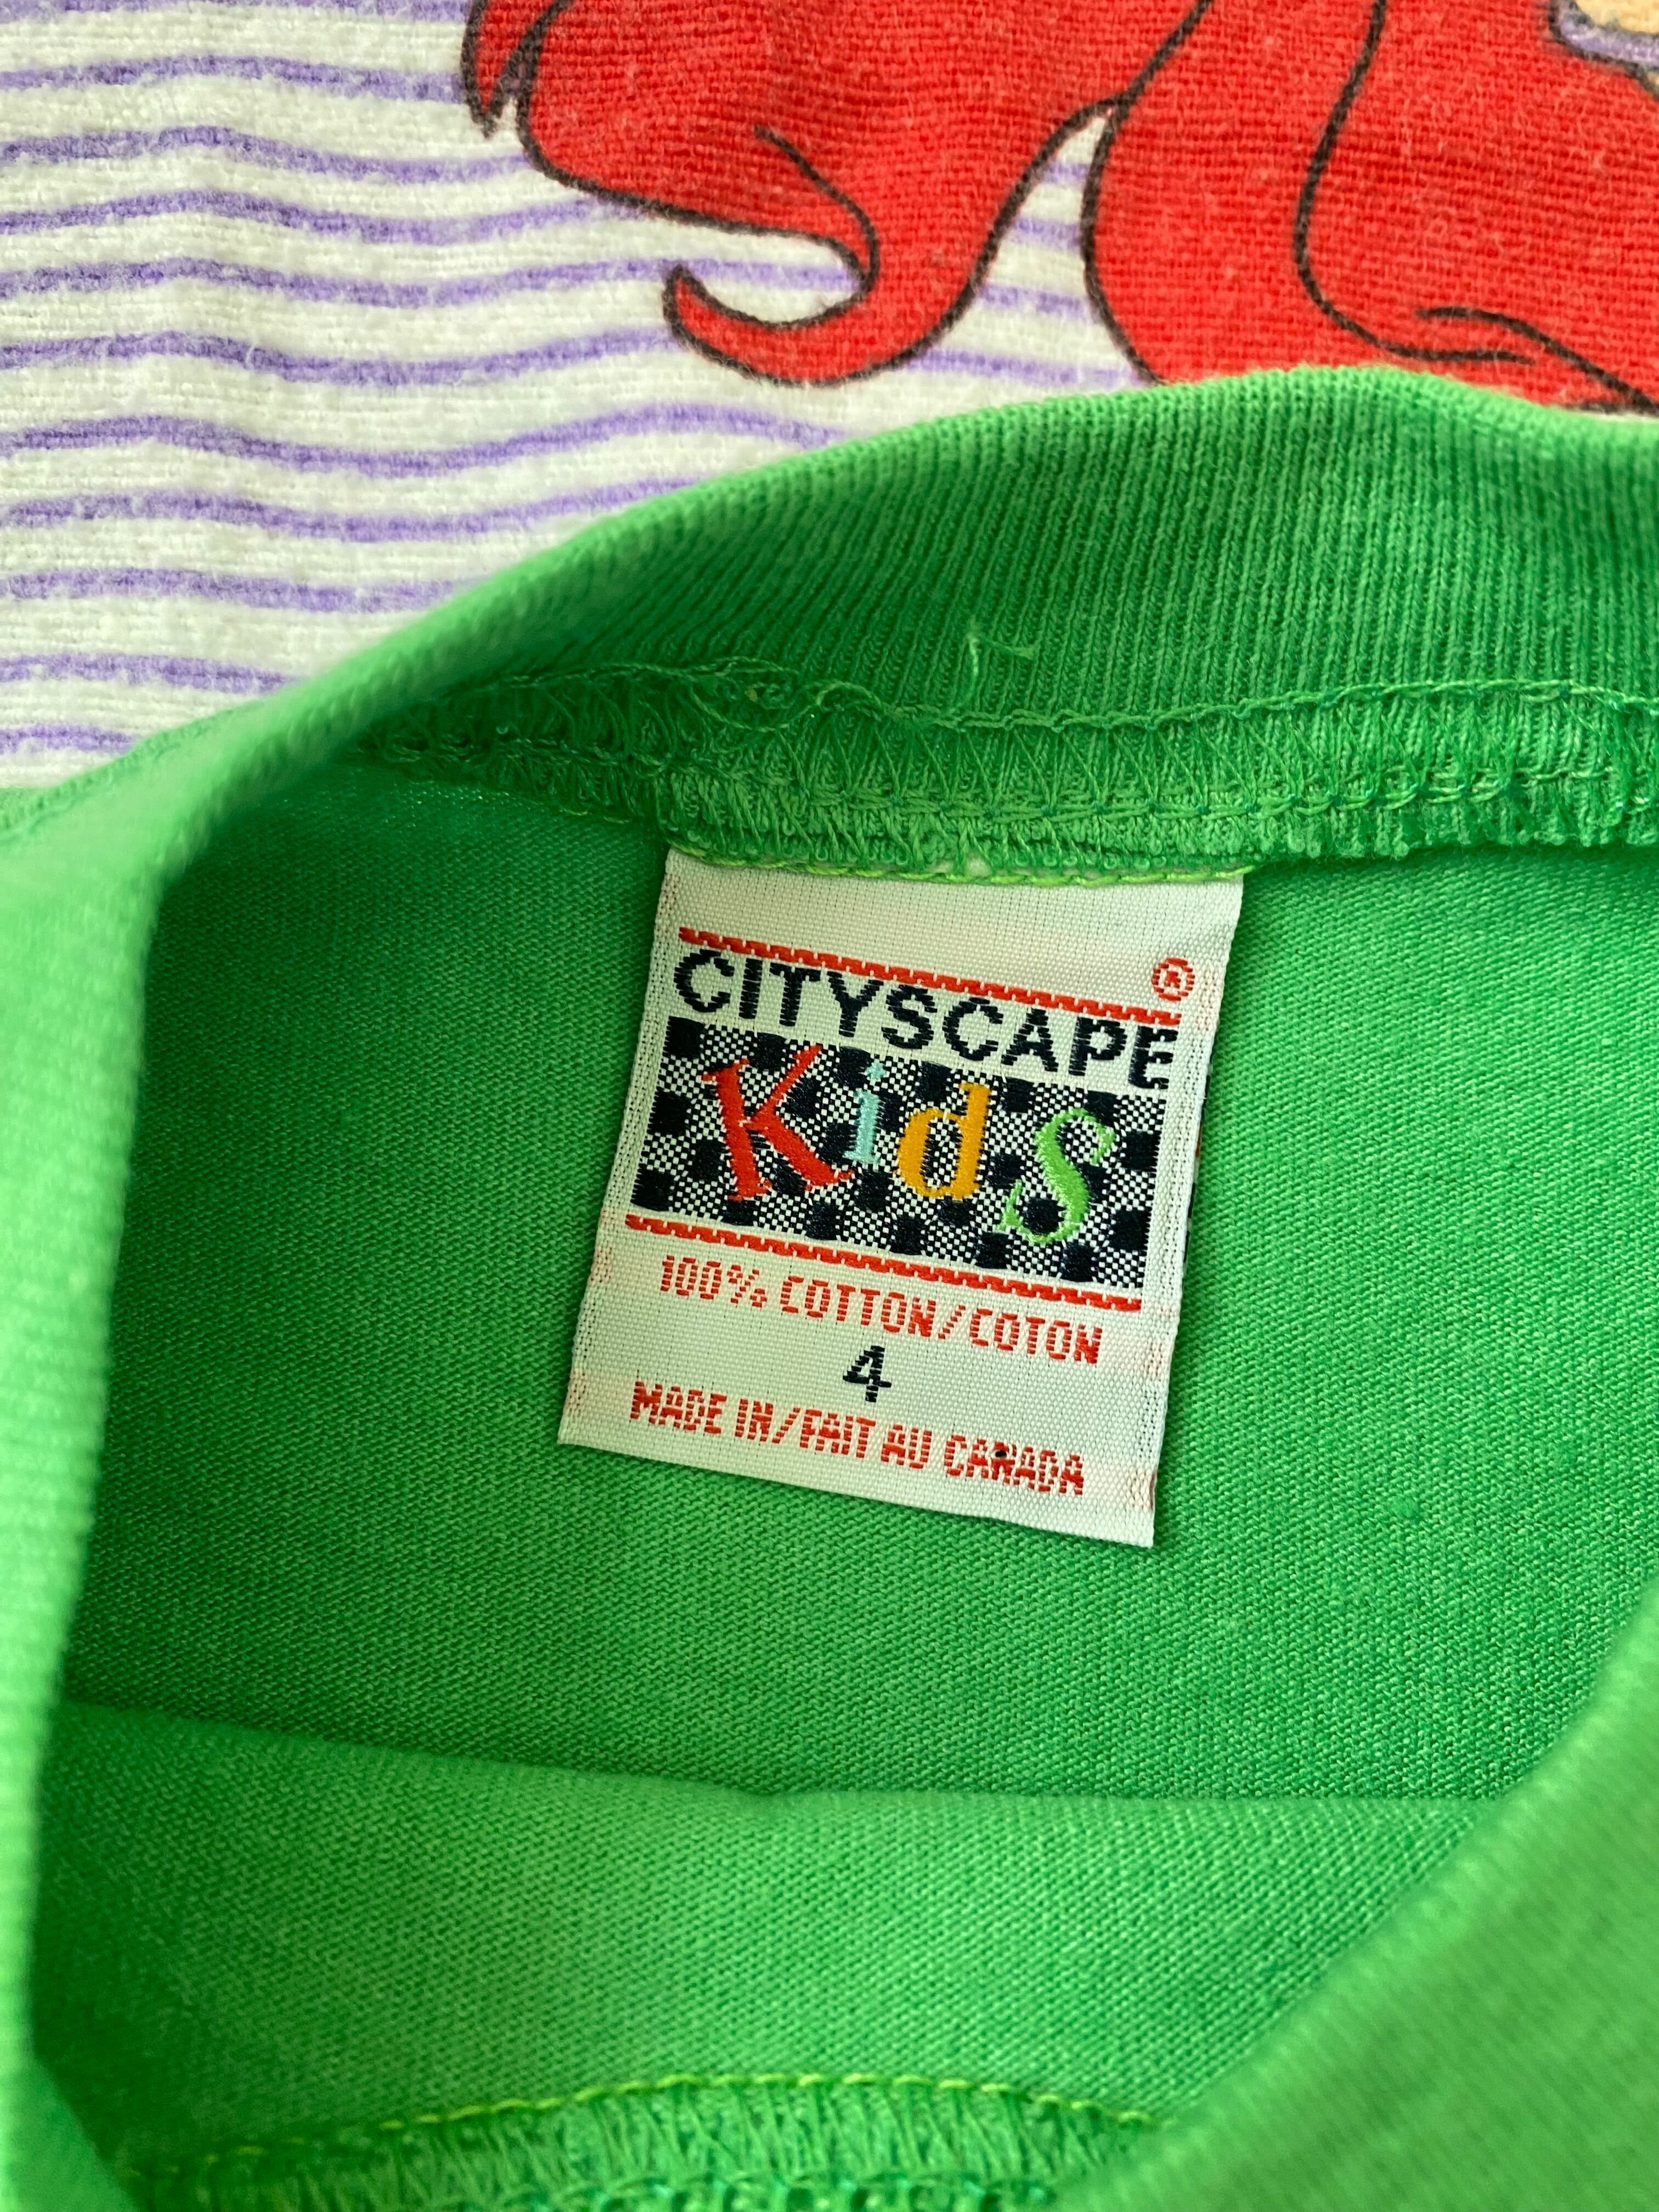 ®
CITYSCAPE
Kids
100% COTTON/COTON
4
MADE IN/FAIT AU CANADA